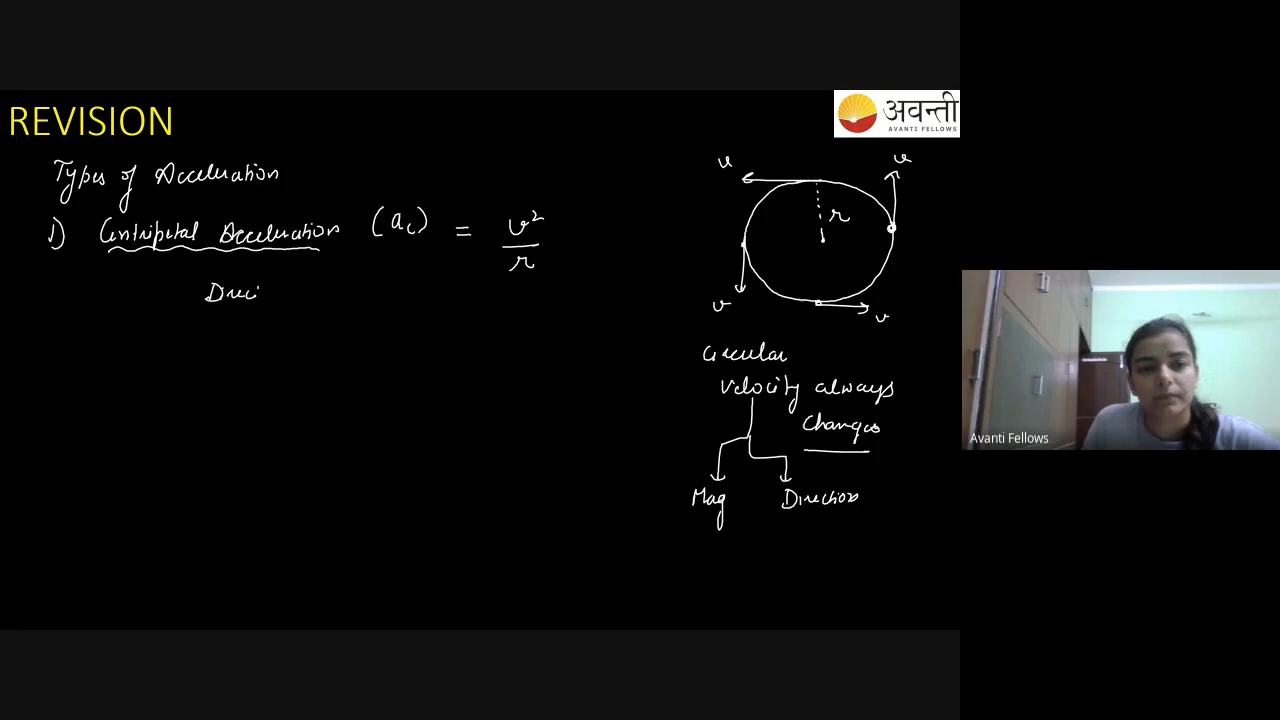 REVISION
अवन्ती
AVANTI FELLOWS
Types of Acceleration
1) Centripetal Acceleration (ac) = v²/r
Direc
v
v
r
v
v
Circular
velocity always
changes
Mag Direction
Avanti Fellows